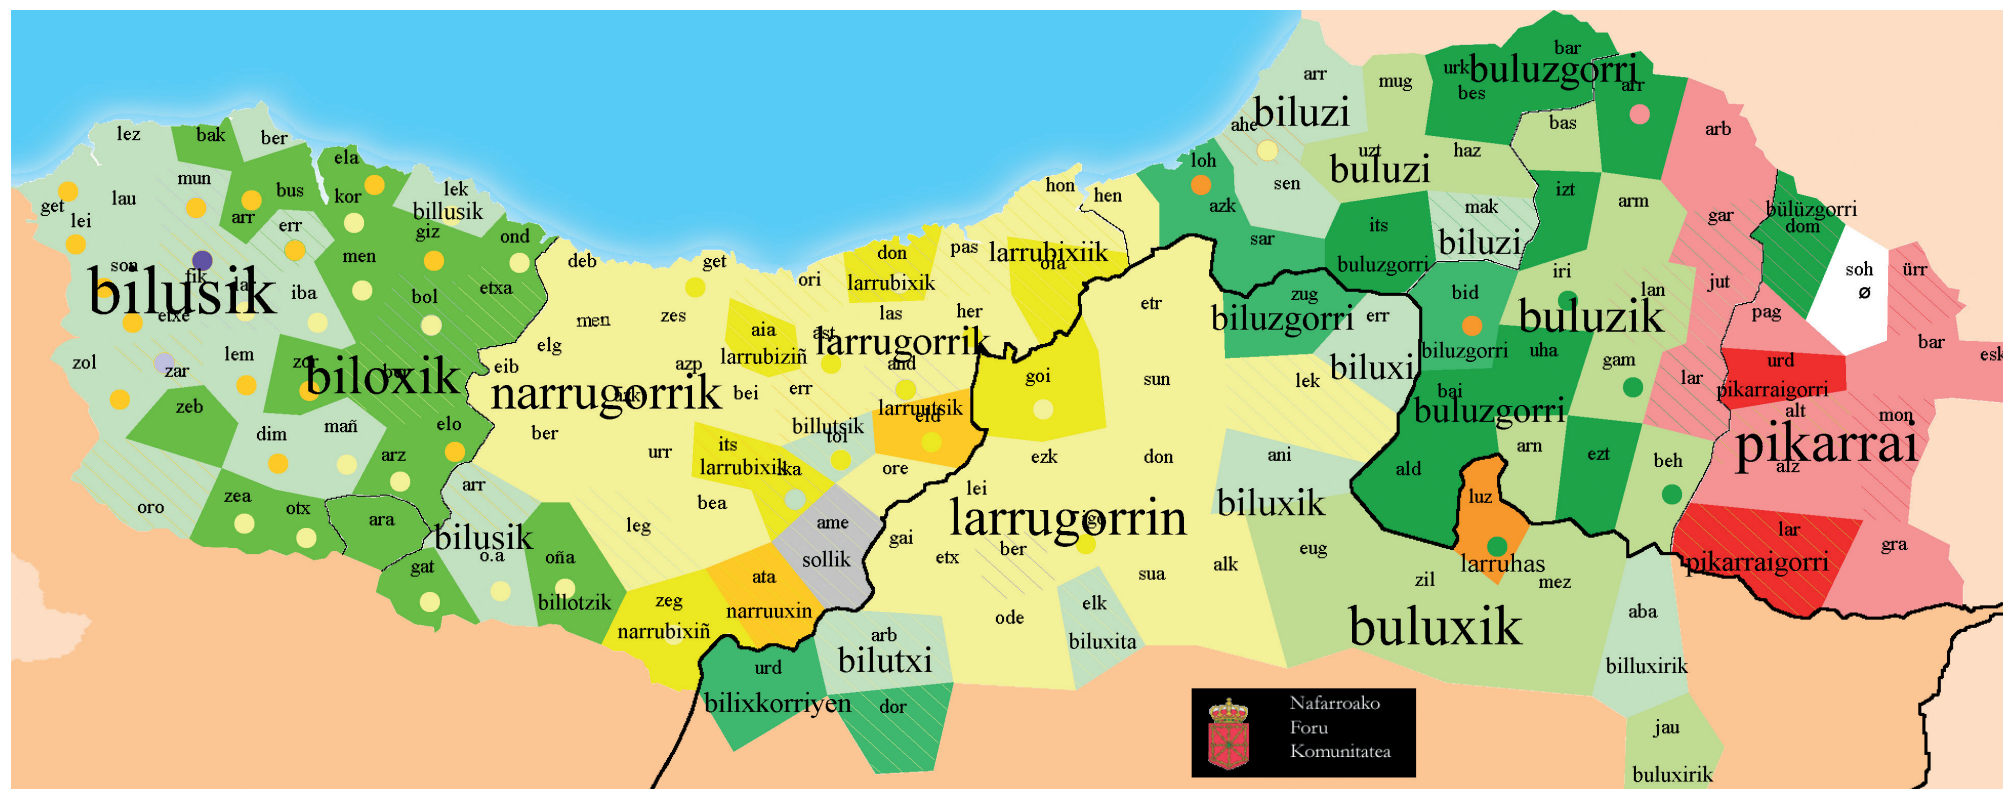 lez
bak
ber
mun
ela
bus
kor
lek
billusik
get
lau
lei
arr
err
giz
ond
son
fik
bilusik
iba
men
etxa
bol
etxe
zol
zar
lem
biloxik
zeb
dim
mañ
elo
arz
oro
zea
otx
ara
arr
bilusik
o.a
oña
gat
billotzik
deb
get
men
zes
elg
eib
azp
narrugorrik
ber
urr
leg
bei
bea
aia
larrubiziñ
ori
don
larrubixik
las
pas
her
ast
larrugorrik
and
err
billutsik
tol
larruutsik
eld
its
larrubixik
ore
ame
sollik
ata
narruuxin
zeg
narrubixiñ
hon
hen
larrubixiik
oia
urd
bilixkorriyen
arb
bilutxi
dor
goi
etr
sun
ezk
don
lei
larrugorrin
gai
etx
ber
sua
alk
ode
elk
biluxita
lek
ani
biluxik
eug
zil
mez
buluxik
aba
billuxirik
jau
buluxirik
arr
biluzi
ahe
mug
urk
bes
bar
buluzgorri
arr
bas
uzt
haz
buluzi
loh
azk
sen
sar
its
buluzgorri
mak
biluzi
izt
arm
arb
gar
zug
biluzgorri
err
biluxi
bid
biluzgorri
iri
lan
buluzik
uha
gam
bai
buluzgorri
ald
arn
ezt
beh
luz
larruhas
jut
lar
bülüzgorri
dom
soh
ø
ürr
pag
bar
esk
urd
pikarraigorri
alt
mon
pikarrai
alz
lar
pikarraigorri
gra
Nafarroako
Foru
Komunitatea